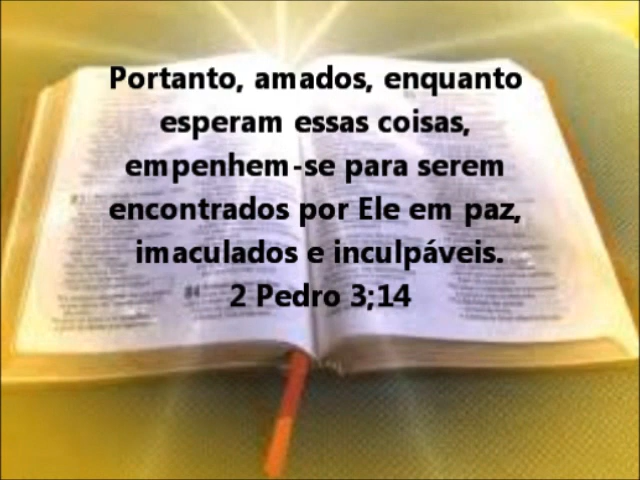 Portanto, amados, enquanto
esperam essas coisas,
empenhem-se para serem
encontrados por Ele em paz,
imaculados e inculpáveis.
2 Pedro 3;14